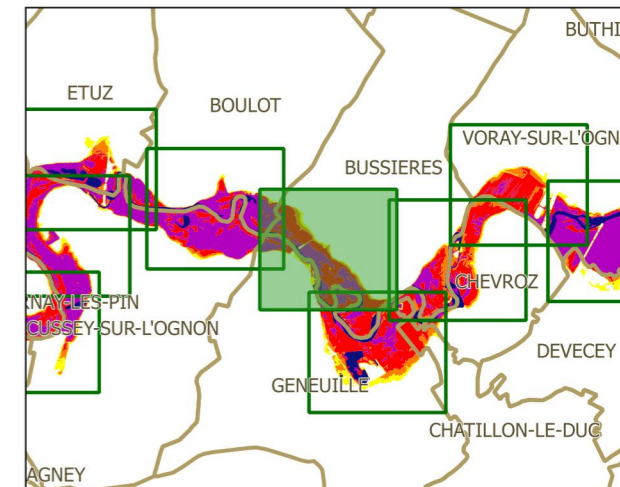 BUTHI
ETUZ
BOULOT
VORAY-SUR-L'OGN
BUSSIERES
CHEVROZ
RNAY-LES-PIN
CUSSEY-SUR-L'OGNON
DEVECEY
GENEUILLE
CHATILLON-LE-DUC
AGNEY